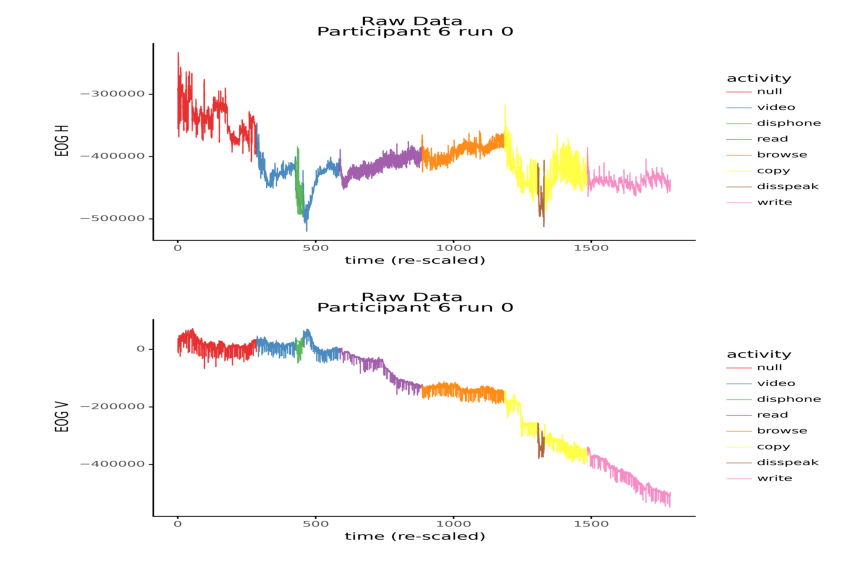 Raw Data
Participant 6 run 0
EOG H
−300000
−400000
−500000
0
500
1000
1500
time (re-scaled)
activity
null
video
disphone
read
browse
copy
disspeak
write
Raw Data
Participant 6 run 0
EOG V
0
−200000
−400000
0
500
1000
1500
time (re-scaled)
activity
null
video
disphone
read
browse
copy
disspeak
write